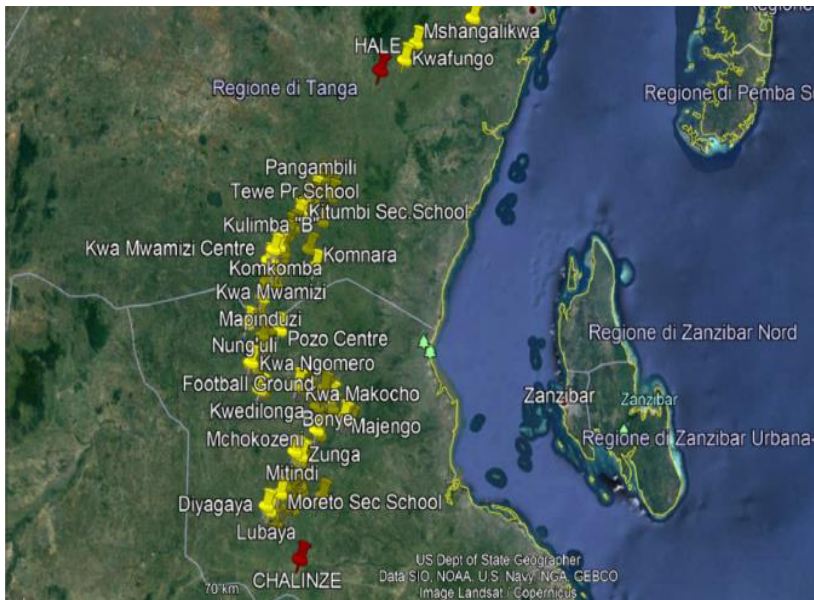 Regione
Mshangalikwa
HALE
Kwafungo
Regione di Tanga
Regione di Pemba S
Pangambili
Tewe Pr.School
Kitumbi Sec.School
Kulimba "B"
Kwa Mwamizi Centre
Komnara
Komkomba
Kwa Mwamizi
Mapinduzi
Pozo Centre
Nung'uli
Regione di Zanzibar Nord
Kwa Ngomero
Football Ground
Kwa Makocho
Zanzibar
Zanzibar
Kwedilonga
Bonye
Majengo
Mchokozeni
Regione di Zanzibar Urbana-
Zunga
Mitindi
Diyagaya
Moreto Sec School
Lubaya
CHALINZE
70 km
US Dept of State Geographer
Data SIO, NOAA, U.S. Navy, NGA, GEBCO
Image Landsat / Copernicus